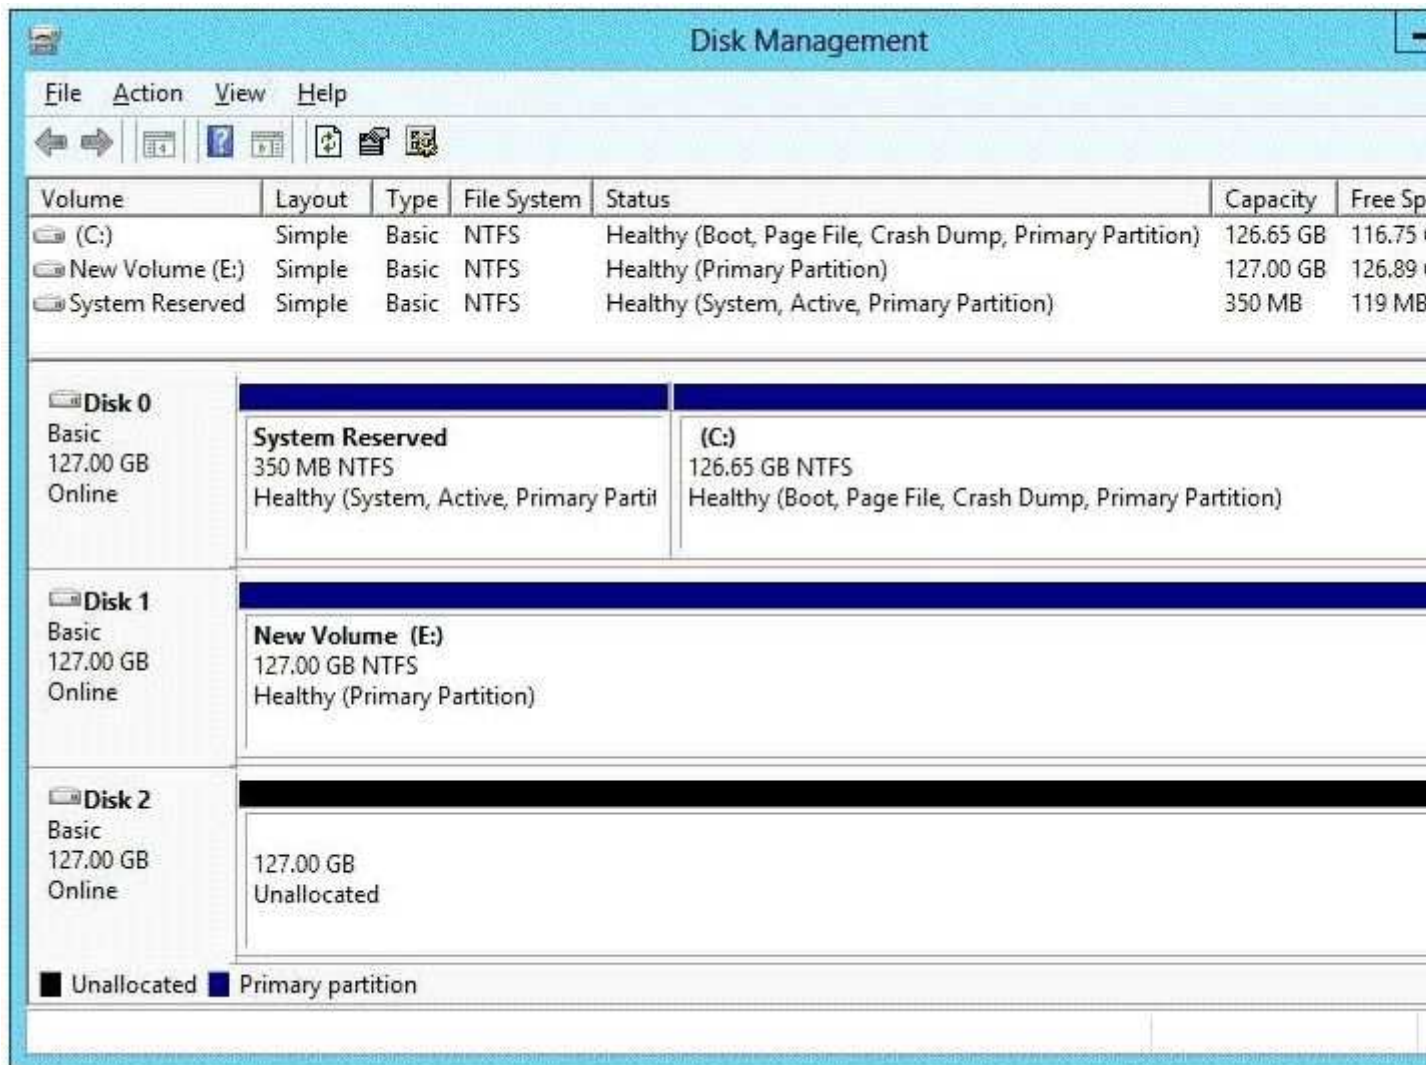 Disk Management
File Action View Help
Volume Layout Type File System Status Capacity Free Sp
(C:) Simple Basic NTFS Healthy (Boot, Page File, Crash Dump, Primary Partition) 126.65 GB 116.75
New Volume (E:) Simple Basic NTFS Healthy (Primary Partition) 127.00 GB 126.89
System Reserved Simple Basic NTFS Healthy (System, Active, Primary Partition) 350 MB 119 MB
Disk 0
Basic
127.00 GB
Online
System Reserved
350 MB NTFS
Healthy (System, Active, Primary Partit
(C:)
126.65 GB NTFS
Healthy (Boot, Page File, Crash Dump, Primary Partition)
Disk 1
Basic
127.00 GB
Online
New Volume (E:)
127.00 GB NTFS
Healthy (Primary Partition)
Disk 2
Basic
127.00 GB
Online
127.00 GB
Unallocated
Unallocated Primary partition